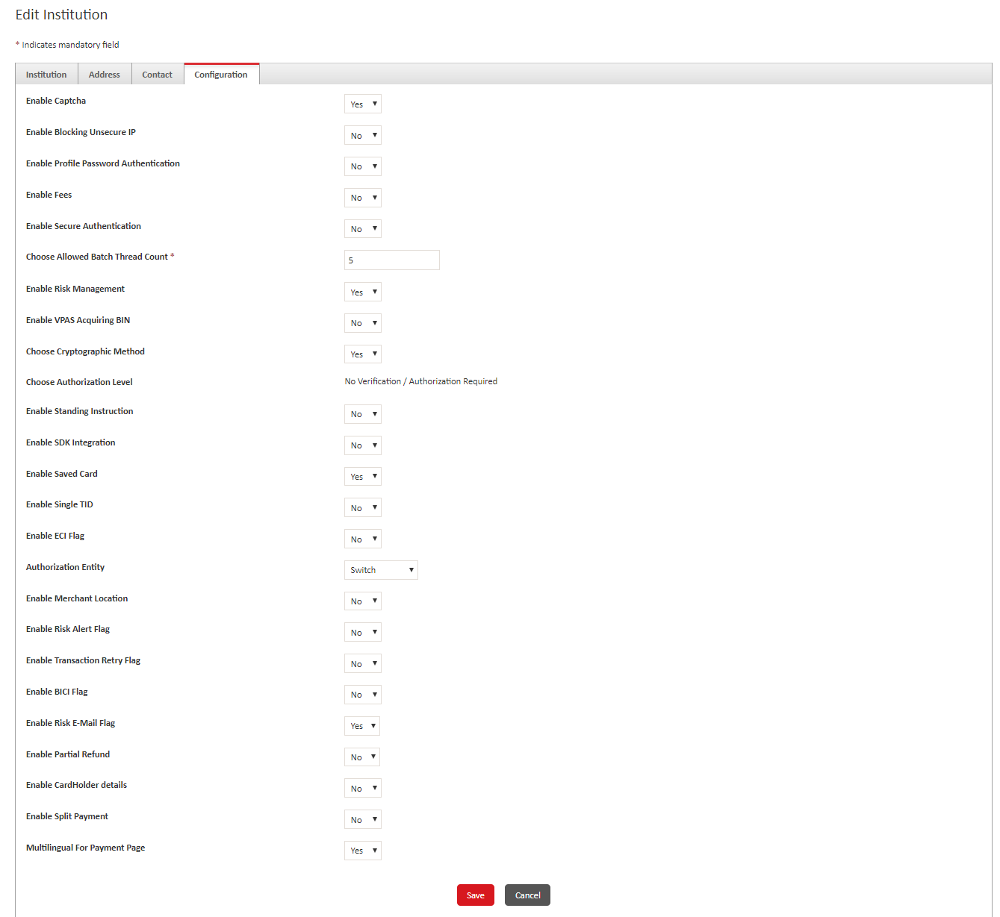 Edit Institution
* Indicates mandatory field
Institution Address Contact Configuration
Enable Captcha Yes
Enable Blocking Unsecure IP No
Enable Profile Password Authentication No
Enable Fees No
Enable Secure Authentication No
Choose Allowed Batch Thread Count * 5
Enable Risk Management Yes
Enable VPAS Acquiring BIN No
Choose Cryptographic Method Yes
Choose Authorization Level No Verification / Authorization Required
Enable Standing Instruction No
Enable SDK Integration No
Enable Saved Card Yes
Enable Single TID No
Enable ECI Flag No
Authorization Entity Switch
Enable Merchant Location No
Enable Risk Alert Flag No
Enable Transaction Retry Flag No
Enable BICI Flag No
Enable Risk E-Mail Flag Yes
Enable Partial Refund No
Enable CardHolder details No
Enable Split Payment No
Multilingual For Payment Page Yes
Save Cancel